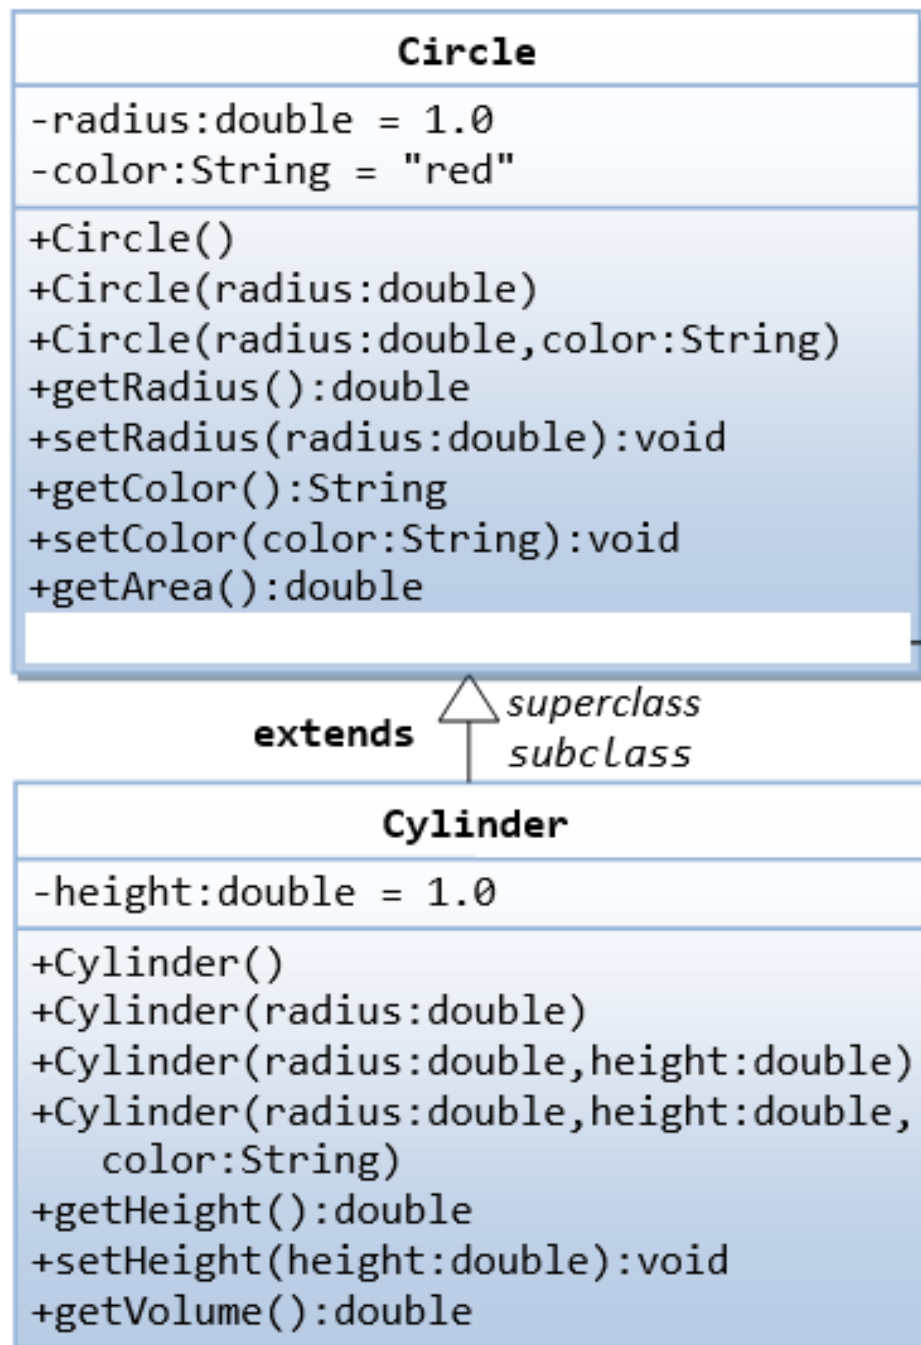 Circle
-radius:double = 1.0
-color:String = "red"
+Circle()
+Circle(radius:double)
+Circle(radius:double,color:String)
+getRadius():double
+setRadius(radius:double):void
+getColor():String
+setColor(color:String):void
+getArea():double
superclass
extends
subclass
Cylinder
-height:double = 1.0
+Cylinder()
+Cylinder(radius:double)
+Cylinder(radius:double,height:double)
+Cylinder(radius:double,height:double,
color:String)
+getHeight():double
+setHeight(height:double):void
+getVolume():double